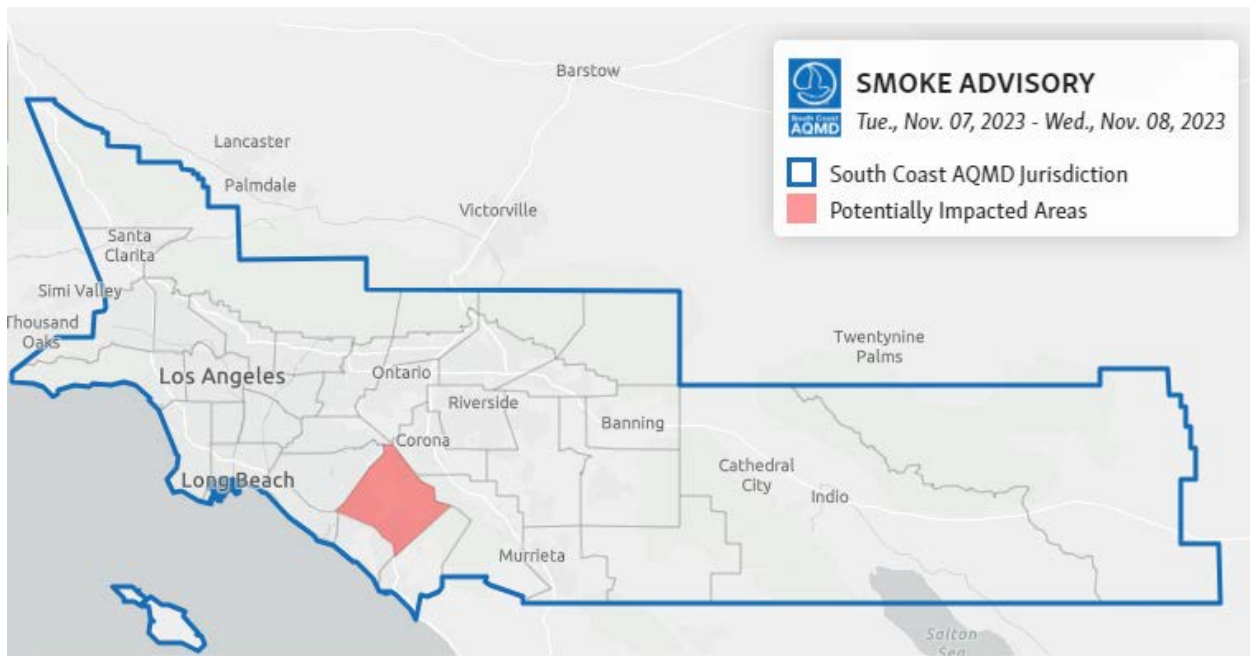 Barstow
SMOKE ADVISORY
South Coast
AQMD
Tue., Nov. 07, 2023 - Wed., Nov. 08, 2023
South Coast AQMD Jurisdiction
Potentially Impacted Areas
Lancaster
Palmdale
Victorville
Santa
Clarita
Simi Valley
Thousand
Oaks
Twentynine
Palms
Los Angeles
Ontario
Riverside
Banning
Corona
Long Beach
Cathedral
City
Indio
Murrieta
Salton
Sea